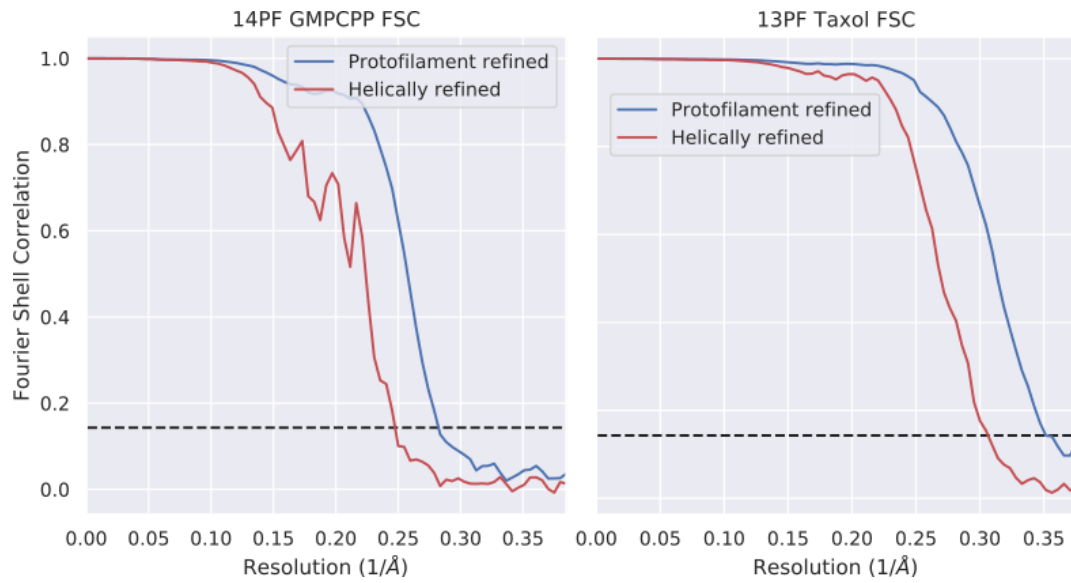 14PF GMPCPP FSC
13PF Taxol FSC
Fourier Shell Correlation
1.0
0.8
0.6
0.4
0.2
0.0
Protofilament refined
Helically refined
Protofilament refined
Helically refined
0.00 0.05 0.10 0.15 0.20 0.25 0.30 0.35
0.00 0.05 0.10 0.15 0.20 0.25 0.30 0.35
Resolution (1/Å)
Resolution (1/Å)